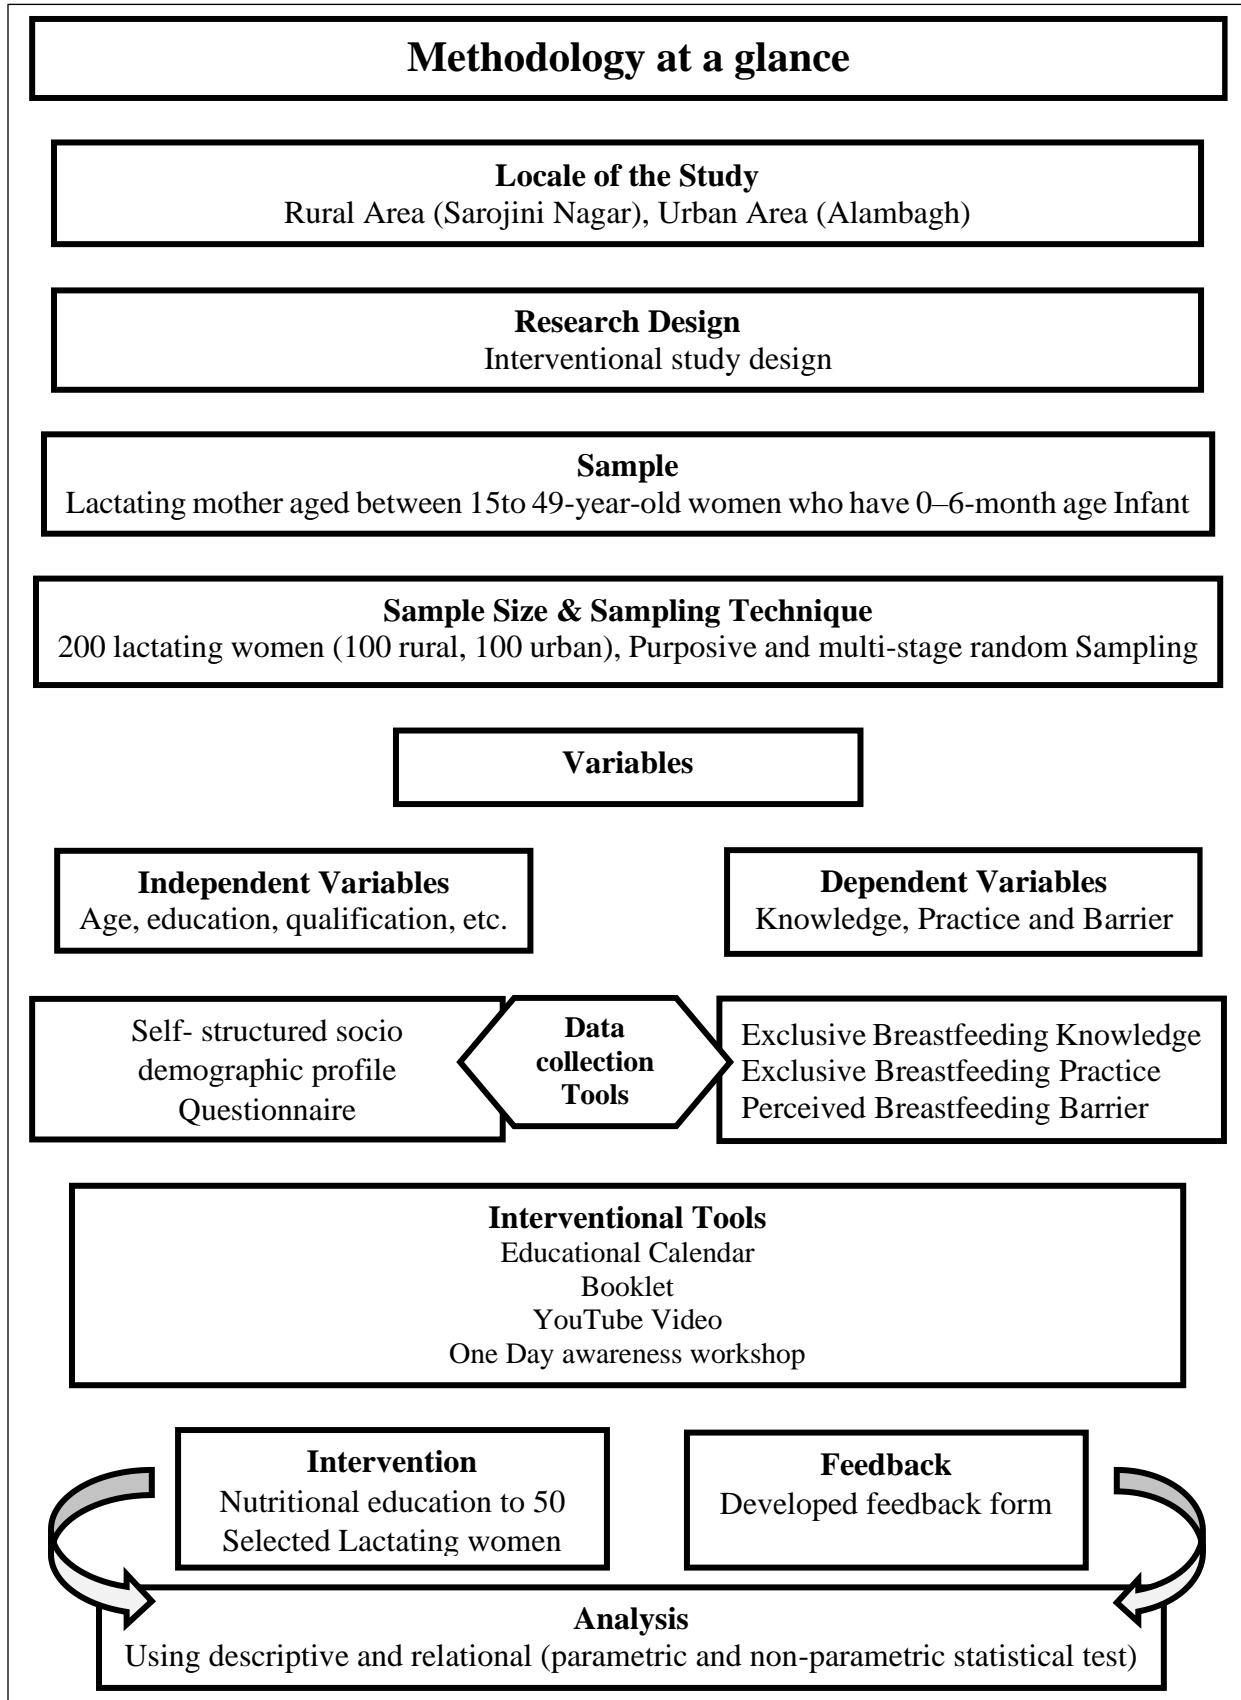 Methodology at a glance
Locale of the Study
Rural Area (Sarojini Nagar), Urban Area (Alambagh)
Research Design
Interventional study design
Sample
Lactating mother aged between 15to 49-year-old women who have 0–6-month age Infant
Sample Size & Sampling Technique
200 lactating women (100 rural, 100 urban), Purposive and multi-stage random Sampling
Variables
Independent Variables
Age, education, qualification, etc.
Dependent Variables
Knowledge, Practice and Barrier
Self- structured socio
demographic profile
Questionnaire
Data
collection
Tools
Exclusive Breastfeeding Knowledge
Exclusive Breastfeeding Practice
Perceived Breastfeeding Barrier
Interventional Tools
Educational Calendar
Booklet
YouTube Video
One Day awareness workshop
Intervention
Nutritional education to 50
Selected Lactating women
Feedback
Developed feedback form
Analysis
Using descriptive and relational (parametric and non-parametric statistical test)